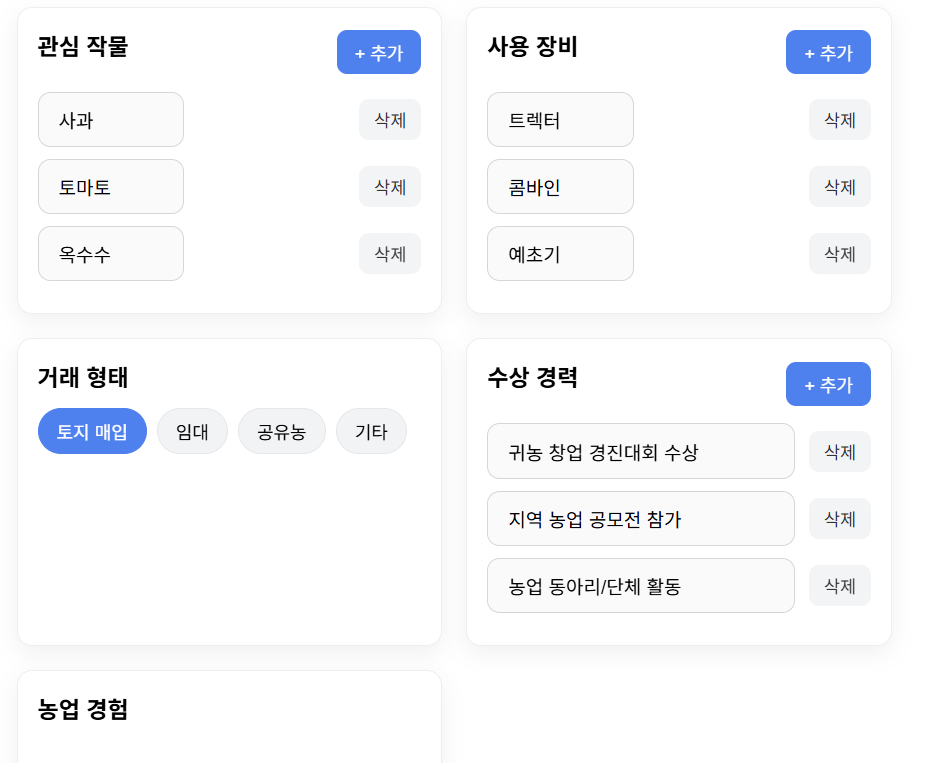 관심 작물
+ 추가
사과
삭제
토마토
삭제
옥수수
삭제
사용 장비
+ 추가
트렉터
삭제
콤바인
삭제
예초기
삭제
거래 형태
토지 매입 임대 공유농 기타
수상 경력
+ 추가
귀농 창업 경진대회 수상
삭제
지역 농업 공모전 참가
삭제
농업 동아리/단체 활동
삭제
농업 경험